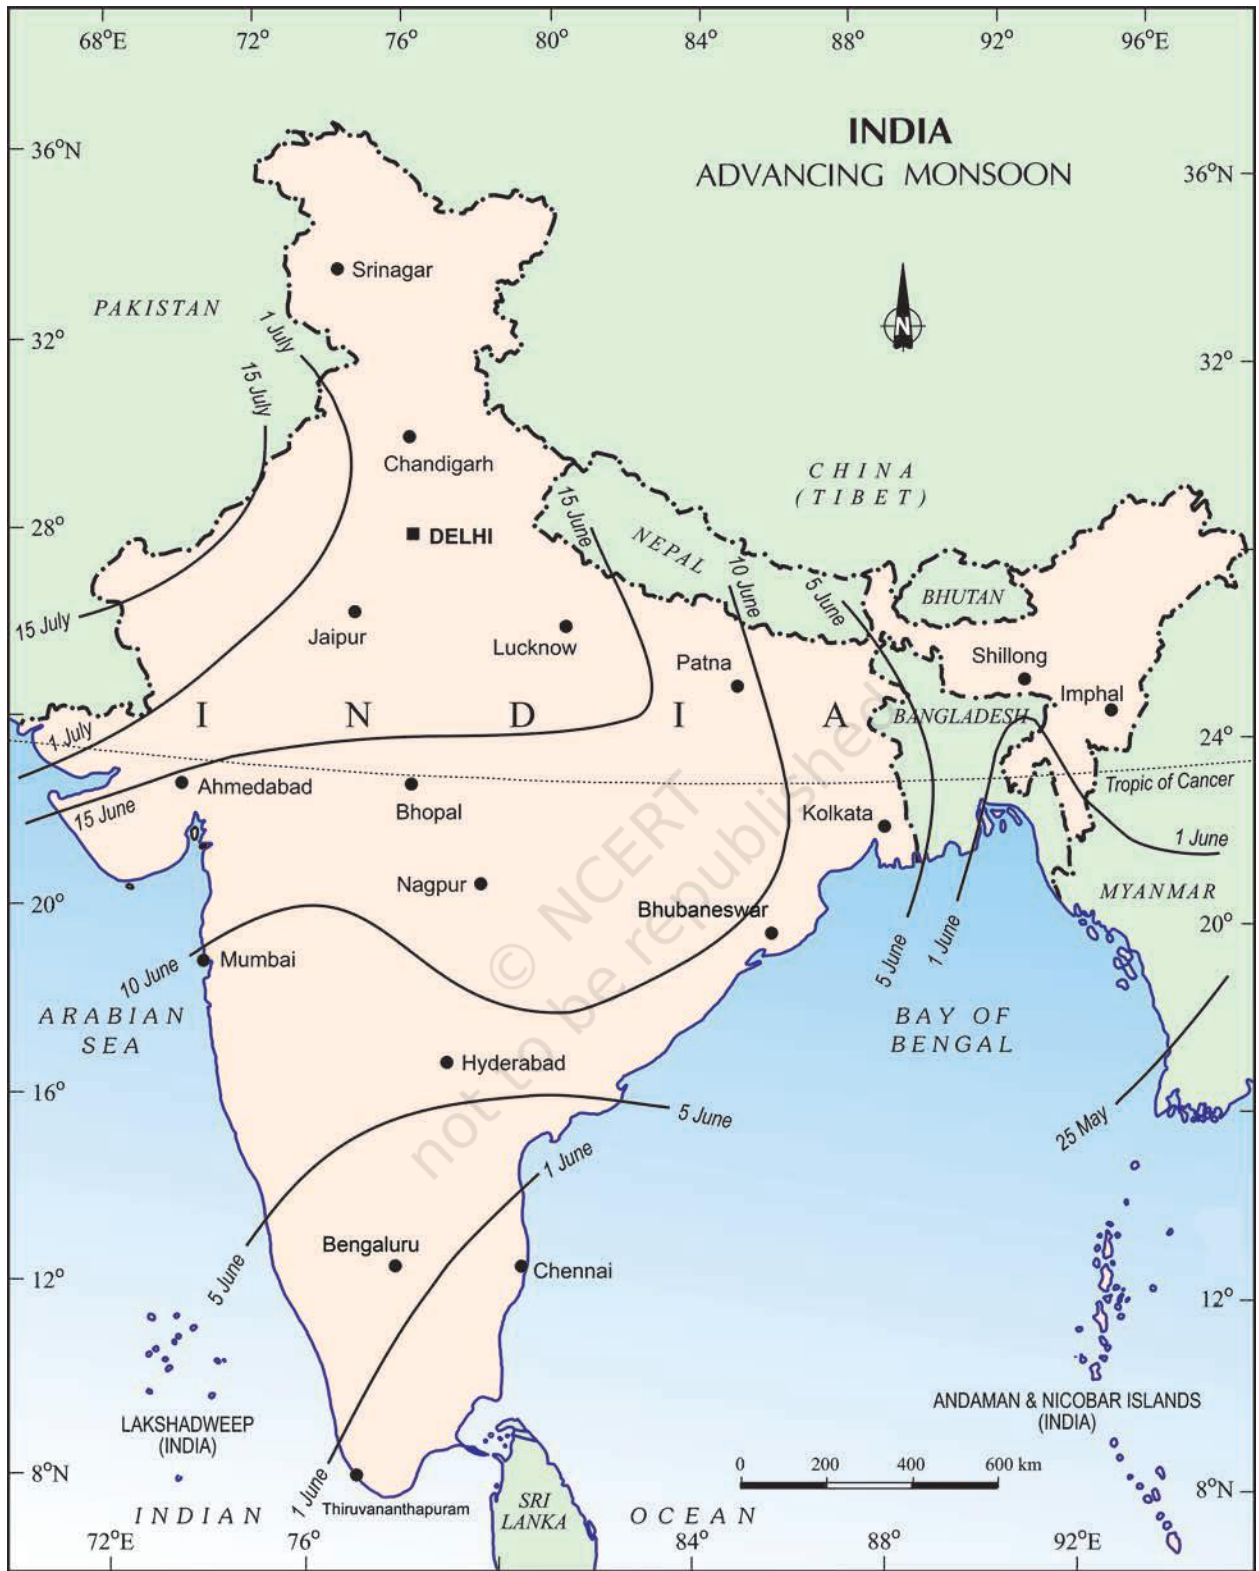 68°E 72° 76° 80° 84° 88° 92° 96°E
INDIA
ADVANCING MONSOON
36°N
36°N
N
Srinagar
PAKISTAN
1 July
32°
32°
15 July
Chandigarh
CHINA
(TIBET)
15 June
28°
DELHI
NEPAL
10 June
5 June
BHUTAN
15 July
Jaipur
Lucknow
Patna
Shillong
Imphal
I N D I A
BANGLADESH
1 July
24°
Ahmedabad
Bhopal
Tropic of Cancer
15 June
Kolkata
1 June
Nagpur
MYANMAR
20°
Bhubaneswar
20°
© NCERT
not to be republished
10 June
Mumbai
5 June
1 June
ARABIAN
SEA
BAY OF
BENGAL
Hyderabad
16°
5 June
25 May
1 June
Bengaluru
5 June
Chennai
12°
12°
LAKSHADWEEP
(INDIA)
ANDAMAN & NICOBAR ISLANDS
(INDIA)
0 200 400 600 km
8°N
1 June
Thiruvananthapuram
8°N
INDIAN
SRI
LANKA
OCEAN
72°E 76° 84° 88° 92°E